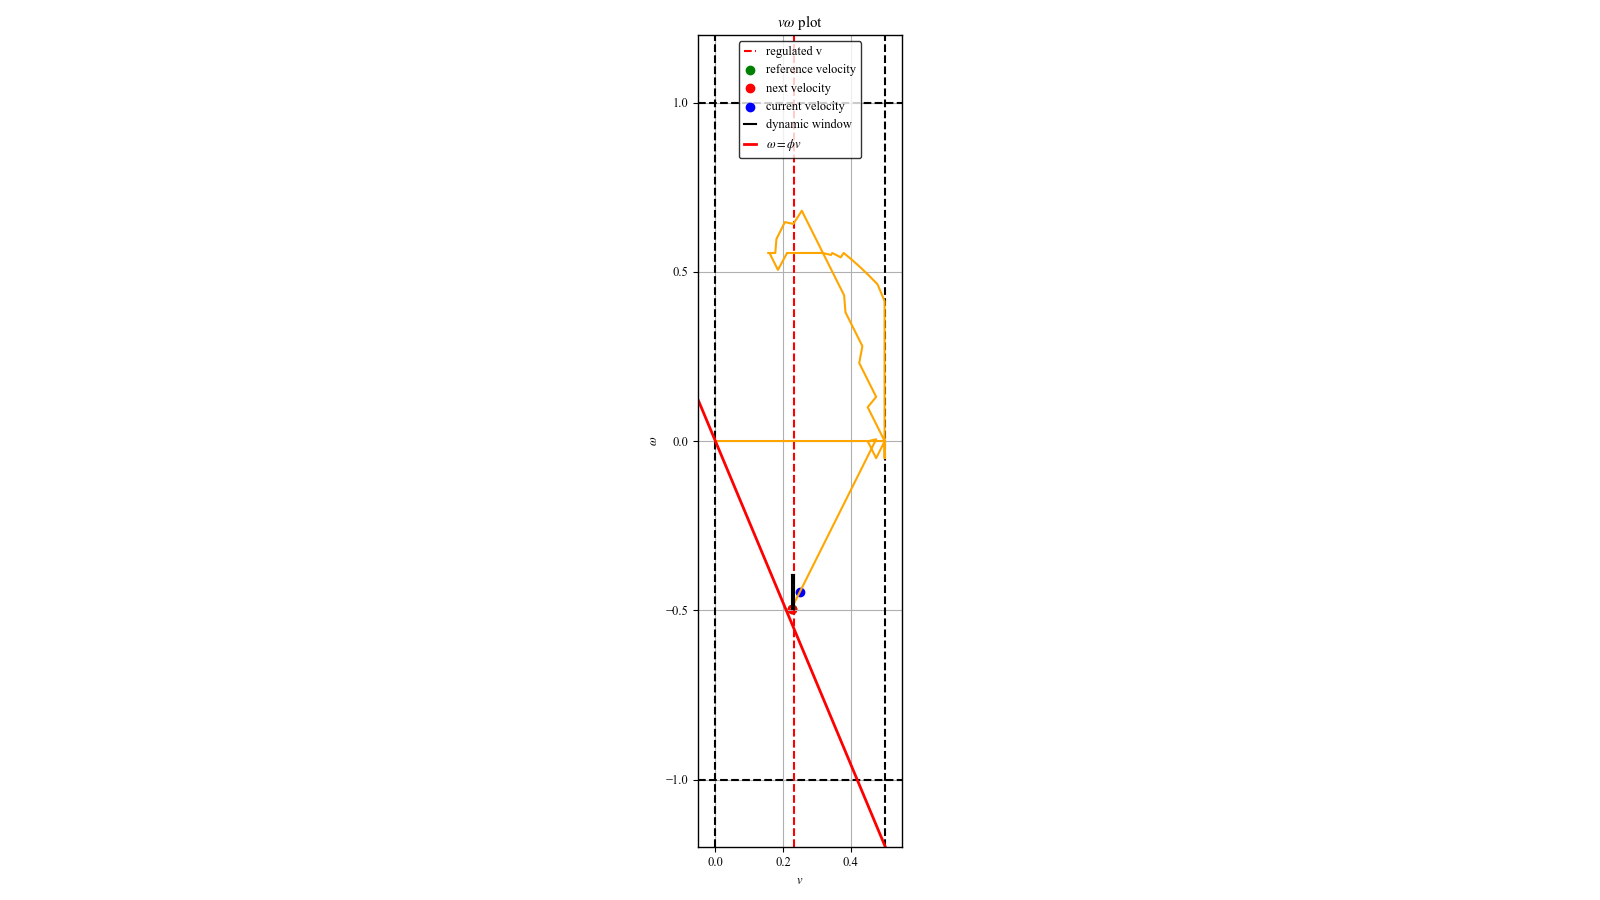 vω plot
regulated v
reference velocity
next velocity
current velocity
dynamic window
ω = ϕv
1.0
0.5
0.0
−0.5
−1.0
ω
0.0 0.2 0.4
v